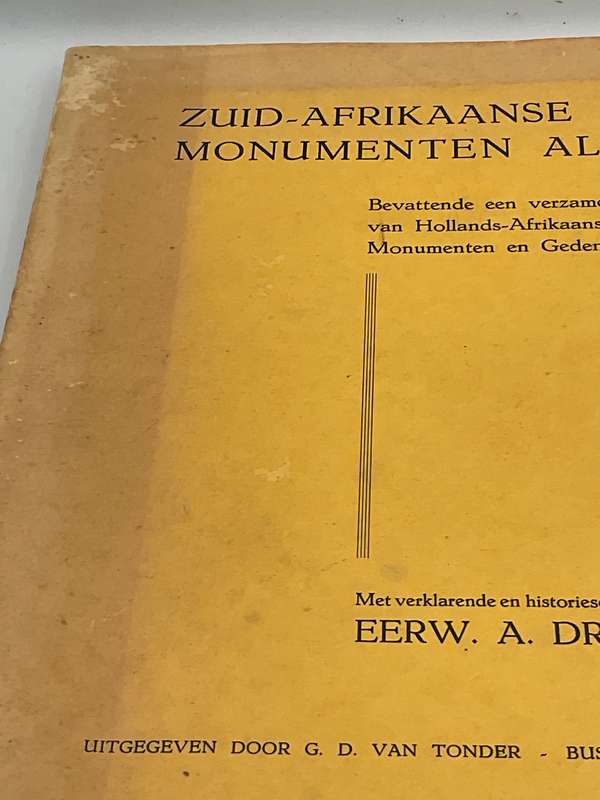 ZUID-AFRIKAANSE
MONUMENTEN AL
Bevattende een verzame
van Hollands-Afrikaans
Monumenten en Geden
Met verklarende en historiesc
EERW. A. DR
UITGEGEVEN DOOR G. D. VAN TONDER - BUS